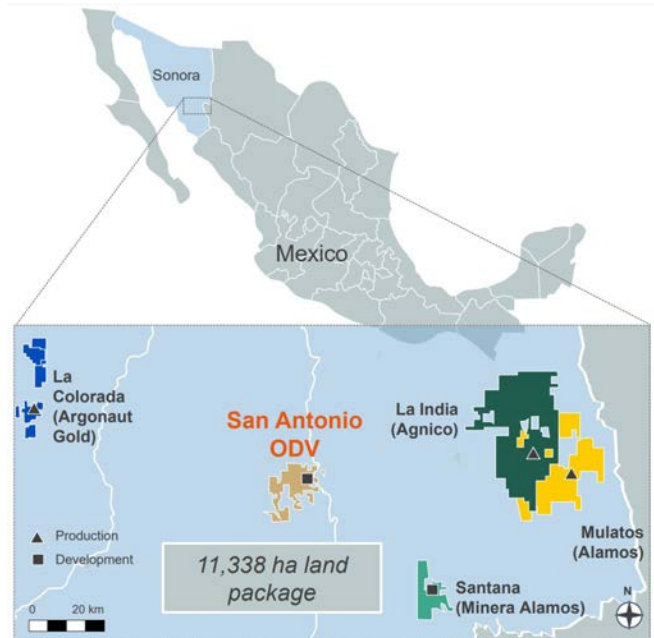 Sonora
Mexico
La
Colorada
(Argonaut
Gold)
San Antonio
ODV
La India
(Agnico)
Mulatos
(Alamos)
Santana
(Minera Alamos)
Production
Development
11,338 ha land
package
0 20 km
N